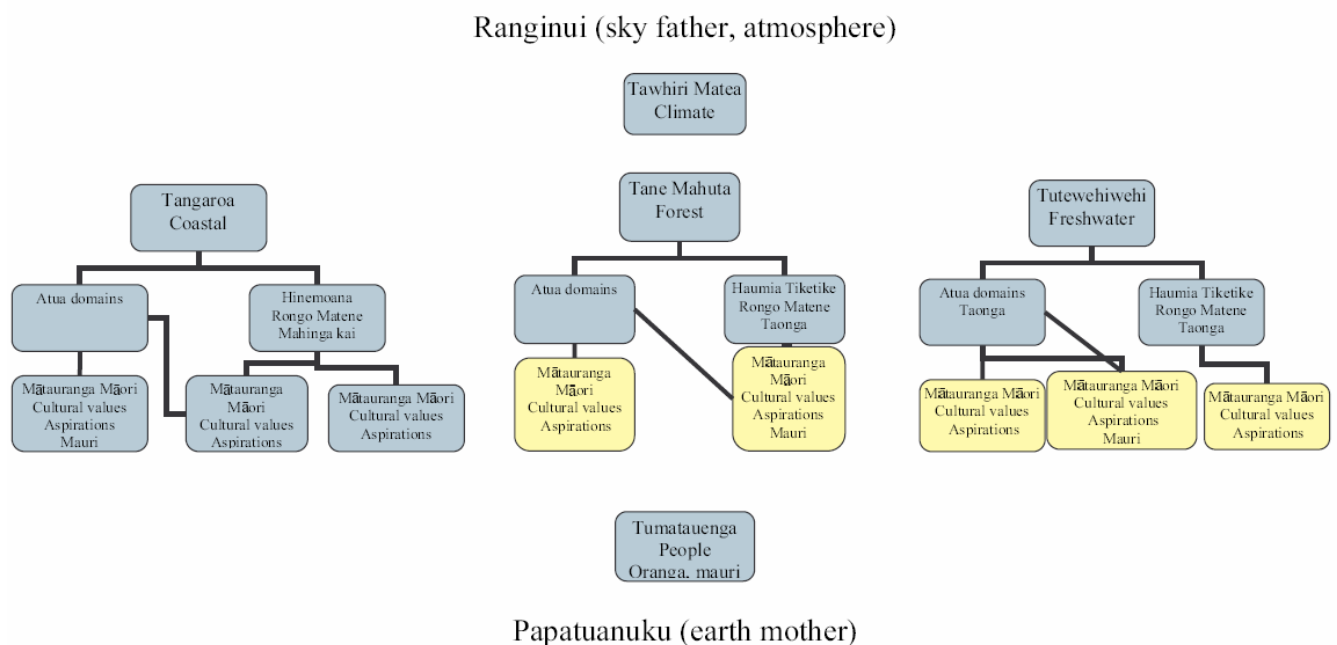 Ranginui (sky father, atmosphere)
Tawhiri Matea
Climate
Tangaroa
Coastal
Tane Mahuta
Forest
Tutewehiwehi
Freshwater
Atua domains
Hinemoana
Rongo Matene
Mahinga kai
Atua domains
Haumia Tiketike
Rongo Matene
Taonga
Atua domains
Taonga
Haumia Tiketike
Rongo Matene
Taonga
Mātauranga Māori
Cultural values
Aspirations
Mauri
Mātauranga
Māori
Cultural values
Aspirations
Mātauranga Māori
Cultural values
Aspirations
Mātauranga
Māori
Cultural values
Aspirations
Mātauranga
Māori
Cultural values
Aspirations
Mauri
Mātauranga Māori
Cultural values
Aspirations
Mātauranga Māori
Cultural values
Aspirations
Mauri
Mātauranga Māori
Cultural values
Aspirations
Tumatauenga
People
Oranga, mauri
Papatuanuku (earth mother)